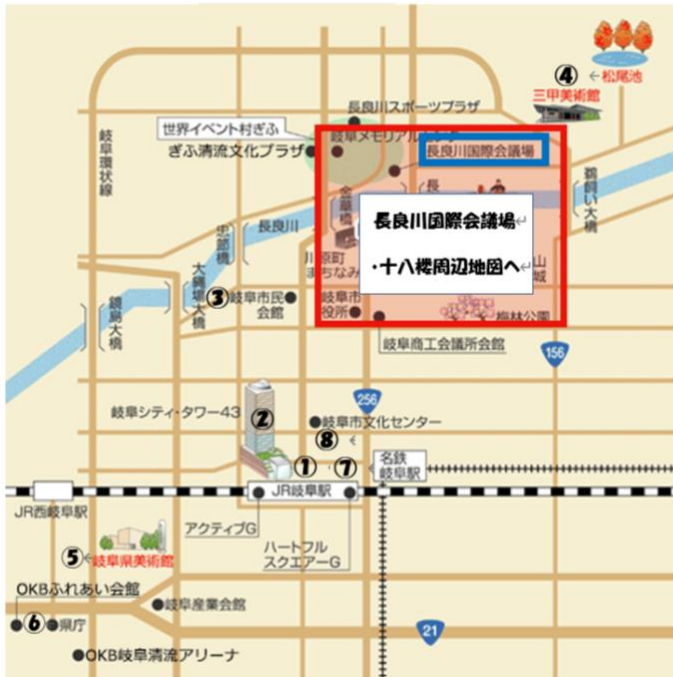 松尾池
④←
三甲美術館
長良川スポーツプラザ
世界イベント村ぎふ
岐阜メモリアル
ぎふ清流文化プラザ
長良川国際会議場
岐阜環状線
金華橋
長
鵜飼い大橋
長良川
忠節橋
大縄場大橋
鏡島大橋
長良川国際会議場↵
・十八楼周辺地図へ↵
川原町
まちなみ
山
城
③
岐阜市民
会館
岐阜市
役所
梅林公園
岐阜商工会議所会館
156
岐阜シティ・タワー43
②
256
岐阜市文化センター
⑧
①
⑦
名鉄
岐阜駅
JR西岐阜駅
JR岐阜駅
アクティブG
ハートフル
スクエアーG
⑤←岐阜県美術館
OKBふれあい会館
岐阜産業会館
⑥
県庁
21
OKB岐阜清流アリーナ